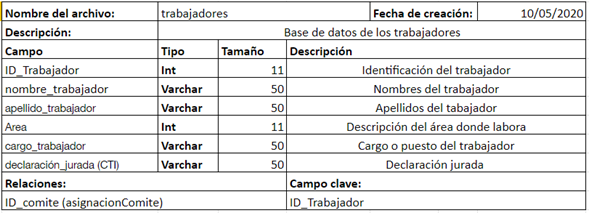 Nombre del archivo: trabajadores Fecha de creación: 10/05/2020
Descripción: Base de datos de los trabajadores
Campo Tipo Tamaño Descripción
ID_Trabajador Int 11 Identificación del trabajador
nombre_trabajador Varchar 50 Nombres del trabajador
apellido_trabajador Varchar 50 Apellidos del tabajador
Area Int 11 Descripción del área donde labora
cargo_trabajador Varchar 50 Cargo o puesto del trabajador
declaración_jurada (CTI) Varchar 50 Declaración jurada
Relaciones: Campo clave:
ID_comite (asignacionComite) ID_Trabajador